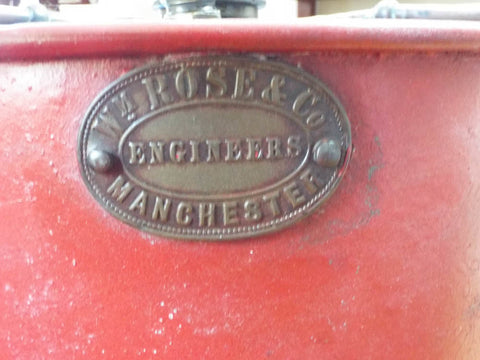 Wm ROSE & Co
ENGINEERS
MANCHESTER